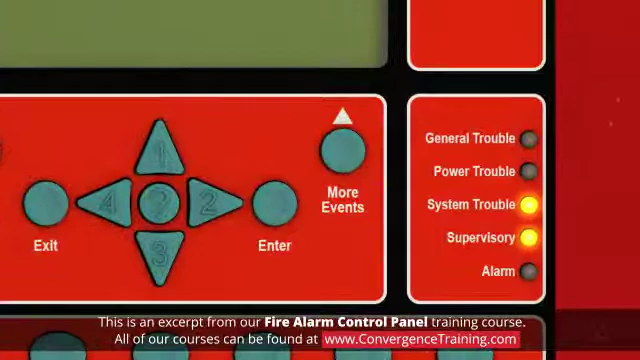 General Trouble
1
Power Trouble
4
?
2
System Trouble
More
Events
Supervisory
Exit
3
Enter
Alarm
This is an excerpt from our Fire Alarm Control Panel training course.
All of our courses can be found at www.ConvergenceTraining.com